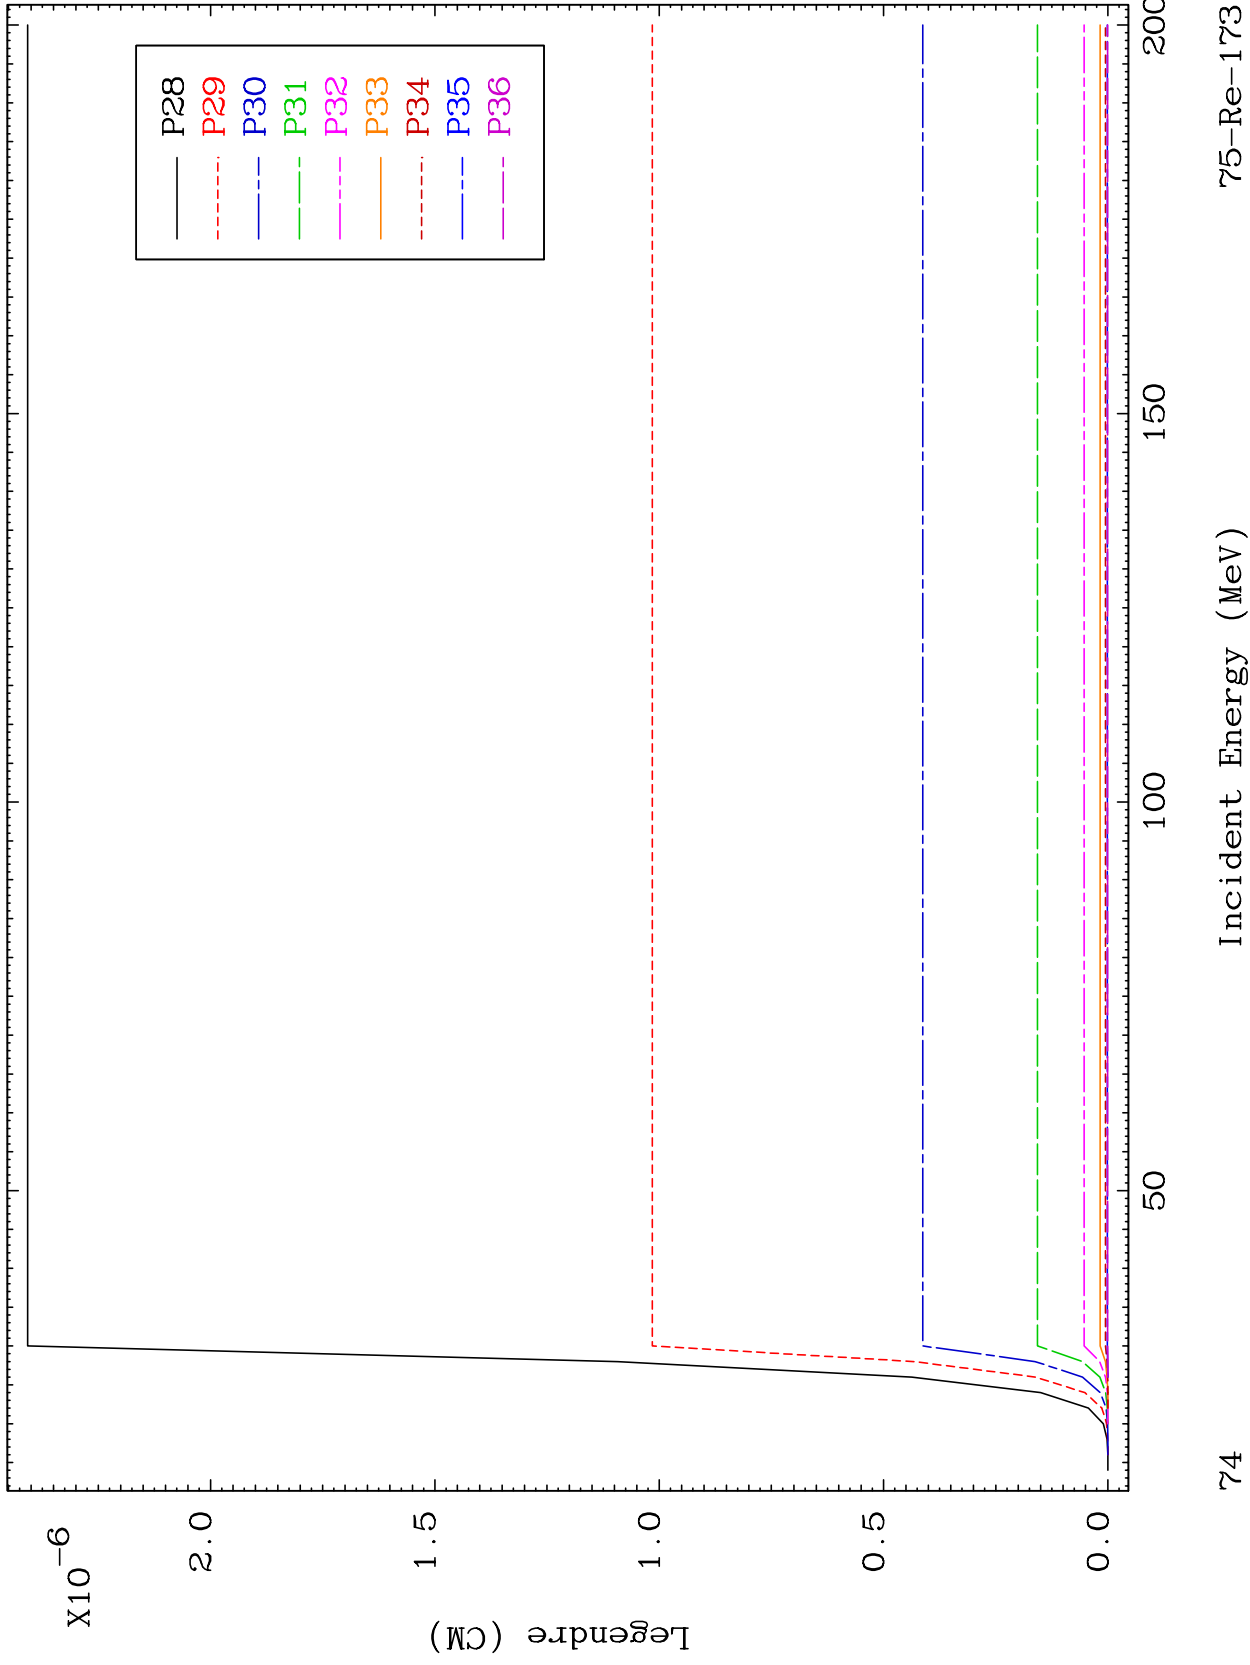 X10-6
2.0
1.5
1.0
0.5
0.0
Legendre (CM)
P28
P29
P30
P31
P32
P33
P34
P35
P36
50
100
150
200
Incident Energy (MeV)
74
75-Re-173